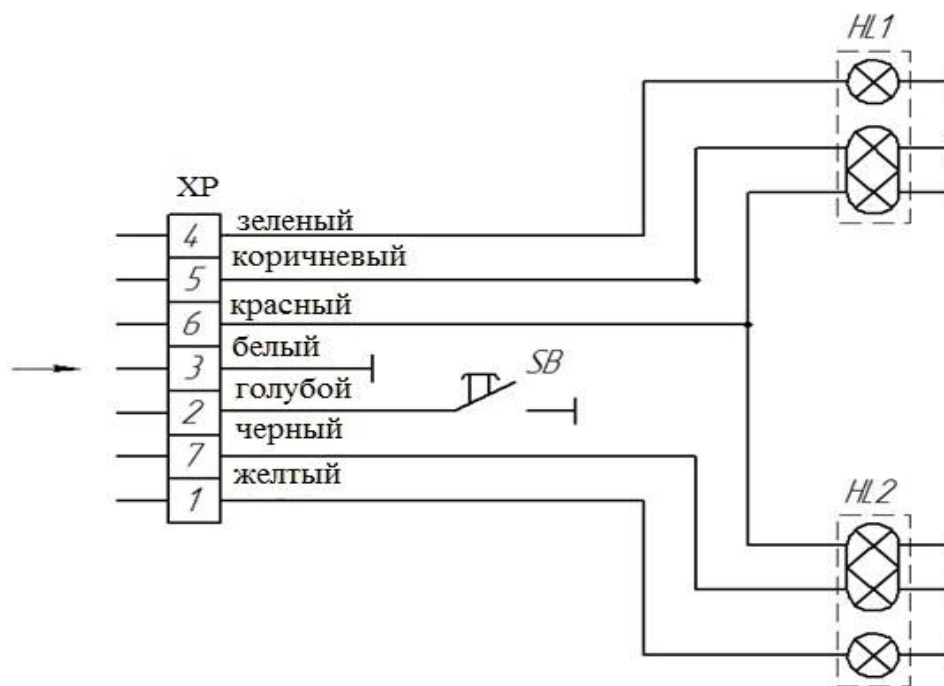 HL1
XP
4 зеленый
5 коричневый
6 красный
3 белый
SB
2 голубой
7 черный
1 желтый
HL2